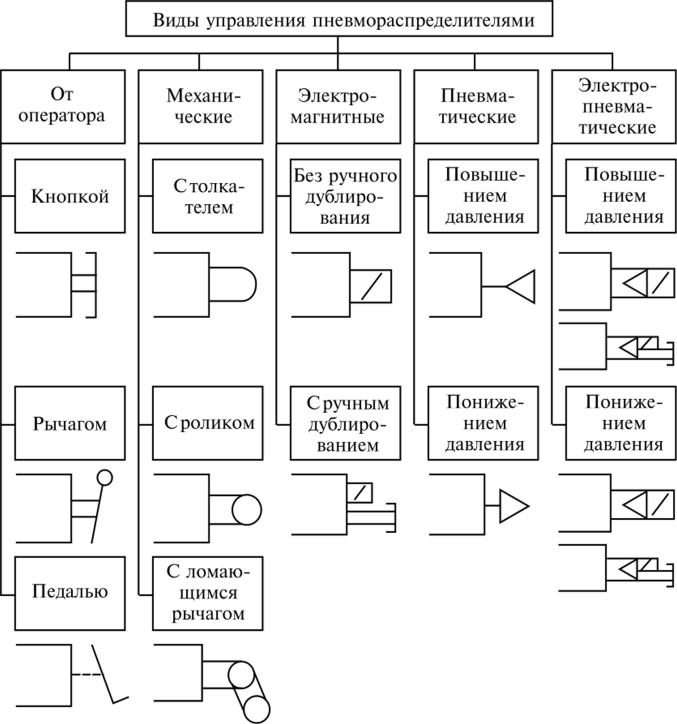 Виды управления пневмораспределителями
От
оператора
Механи-
ческие
Электро-
магнитные
Пневма-
тические
Электро-
пневма-
тические
Кнопкой
С толка-
телем
Без ручного
дублиро-
вания
Повыше-
нием
давления
Повыше-
нием
давления
Рычагом
С роликом
С ручным
дублиро-
ванием
Пониже-
нием
давления
Пониже-
нием
давления
Педалью
С ломаю-
щимся
рычагом